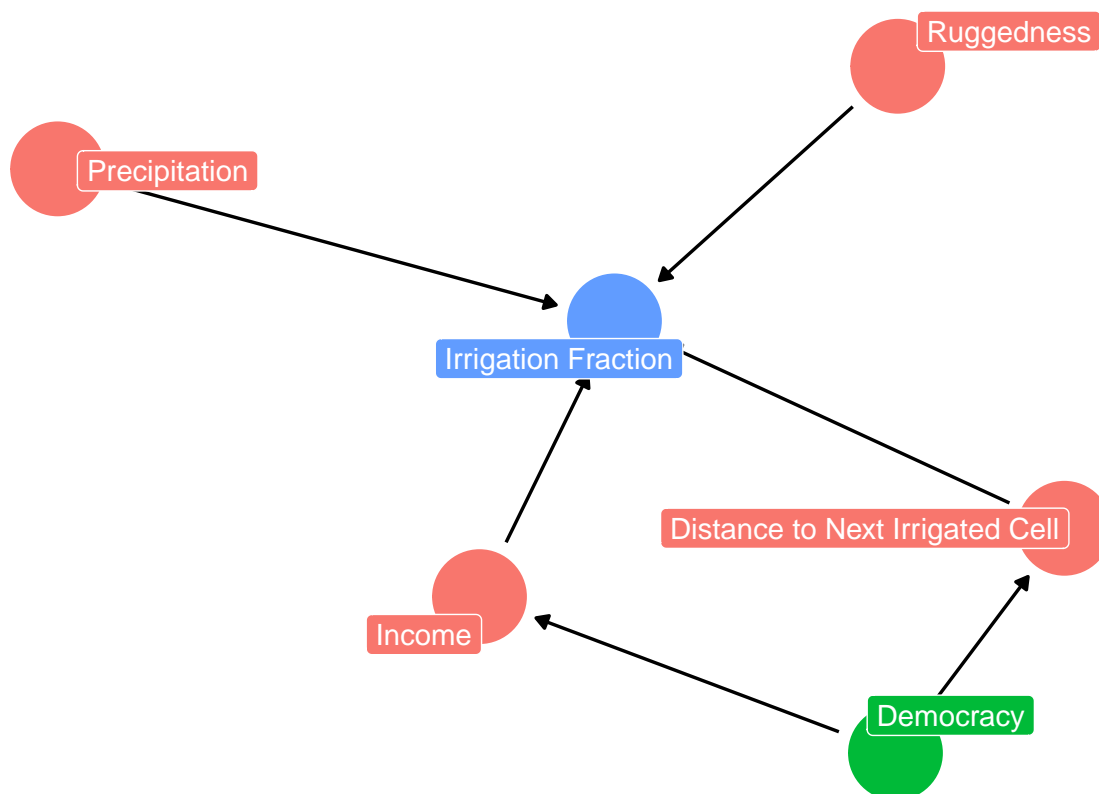 Ruggedness
Precipitation
Irrigation Fraction
Distance to Next Irrigated Cell
Income
Democracy